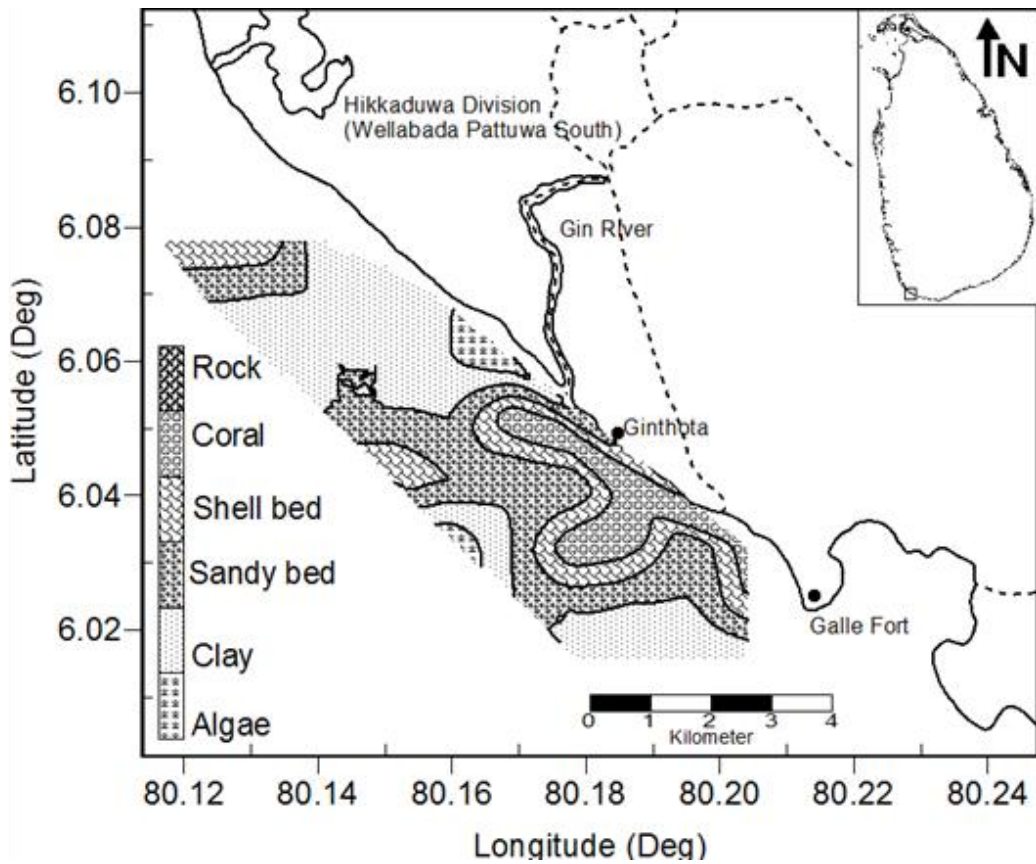 N
6.10
Hikkaduwa Division
(Wellabada Pattuwa South)
6.08
Gin River
Latitude (Deg)
6.06
Rock
Coral
Ginthota
6.04
Shell bed
Sandy bed
Galle Fort
6.02
Clay
Algae
0 1 2 3 4
Kilometer
80.12 80.14 80.16 80.18 80.20 80.22 80.24
Longitude (Deg)